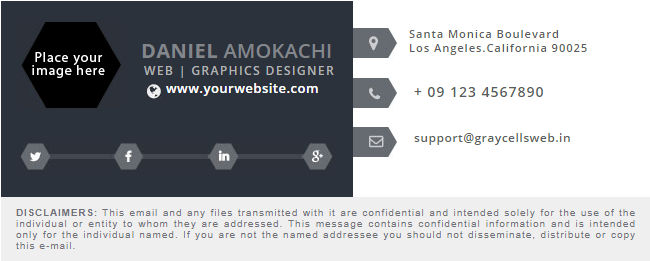 Place your
image here
DANIEL AMOKACHI
WEB | GRAPHICS DESIGNER
www.yourwebsite.com
Santa Monica Boulevard
Los Angeles.California 90025
+ 09 123 4567890
support@graycellsweb.in
f
in
g+
DISCLAIMERS: This email and any files transmitted with it are confidential and intended solely for the use of the
individual or entity to whom they are addressed. This message contains confidential information and is intended
only for the individual named. If you are not the named addressee you should not disseminate, distribute or copy
this e-mail.